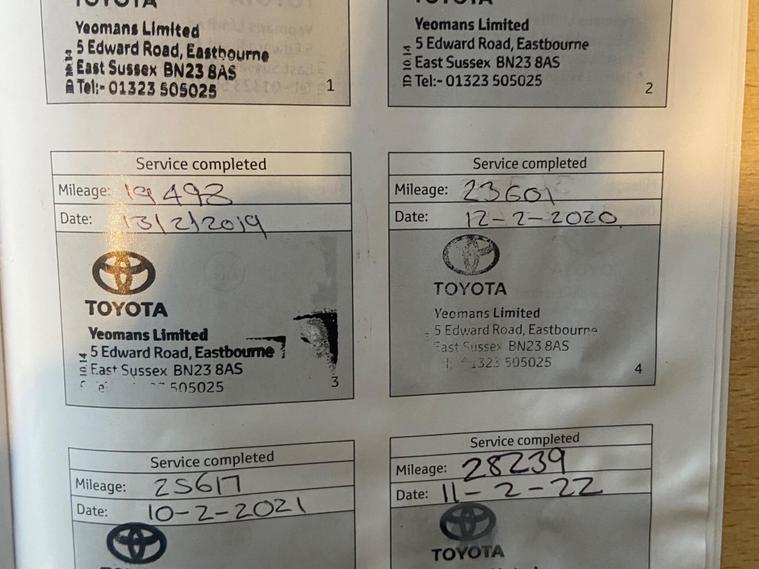 TOYOTA
Yeomans Limited
5 Edward Road, Eastbourne
East Sussex BN23 8AS
Tel:- 01323 505025
1
TOYOTA
Yeomans Limited
5 Edward Road, Eastbourne
East Sussex BN23 8AS
Tel:- 01323 505025
2
Service completed
Mileage: 19498
Date: 13/2/2019
TOYOTA
Yeomans Limited
5 Edward Road, Eastbourne
East Sussex BN23 8AS
505025
3
Service completed
Mileage: 23601
Date: 12-2-2020
TOYOTA
Yeomans Limited
5 Edward Road, Eastbourne
East Sussex BN23 8AS
1323 505025
4
Service completed
Mileage: 25617
Date: 10-2-2021
Service completed
Mileage: 28239
Date: 11-2-22
TOYOTA